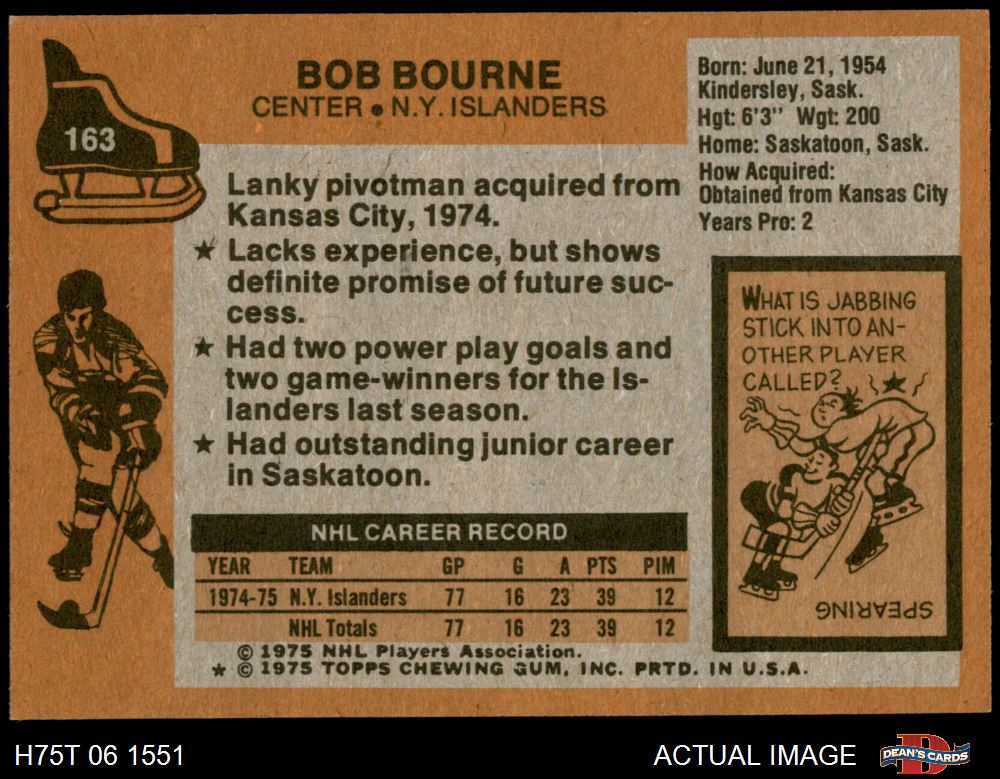 163
BOB BOURNE
CENTER • N.Y. ISLANDERS
Born: June 21, 1954
Kindersley, Sask.
Hgt: 6'3" Wgt: 200
Home: Saskatoon, Sask.
How Acquired:
Obtained from Kansas City
Years Pro: 2
Lanky pivotman acquired from
Kansas City, 1974.
★ Lacks experience, but shows
definite promise of future suc-
cess.
★ Had two power play goals and
two game-winners for the Is-
landers last season.
★ Had outstanding junior career
in Saskatoon.
WHAT IS JABBING
STICK INTO AN-
OTHER PLAYER
CALLED?
SPEARING
NHL CAREER RECORD
YEAR TEAM GP G A PTS PIM
1974-75 N.Y. Islanders 77 16 23 39 12
NHL Totals 77 16 23 39 12
© 1975 NHL Players Association.
★ © 1975 TOPPS CHEWING GUM, INC. PRTD. IN U.S.A.
H75T 06 1551
ACTUAL IMAGE
D
DEAN'S CARDS